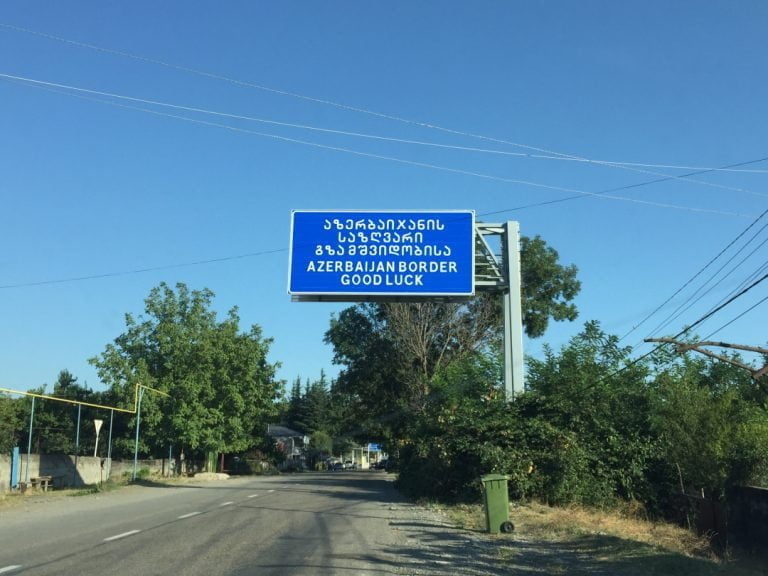 აზერბაიჯანის
საზღვარი
გზა მშვიდობისა
AZERBAIJAN BORDER
GOOD LUCK